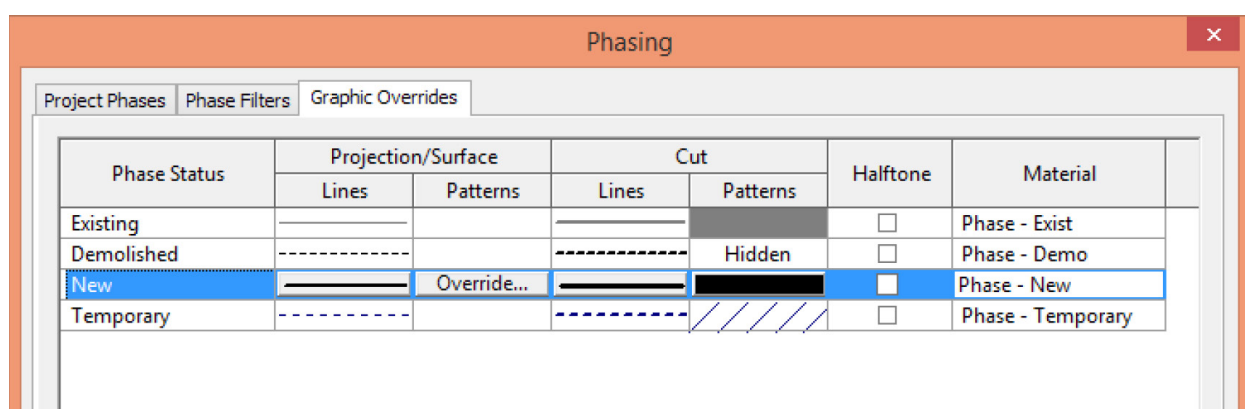 Phasing
Project Phases Phase Filters Graphic Overrides
Phase Status Projection/Surface Cut Halftone Material
Lines Patterns Lines Patterns
Existing Phase - Exist
Demolished Hidden Phase - Demo
New Override... Phase - New
Temporary Phase - Temporary